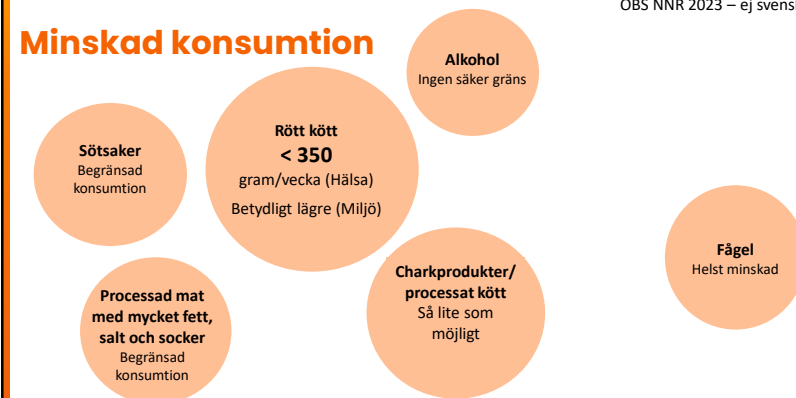 OBS NNR 2023 – ej svensk
Minskad konsumtion
Alkohol
Ingen säker gräns
Rött kött
< 350
gram/vecka (Hälsa)
Betydligt lägre (Miljö)
Sötsaker
Begränsad
konsumtion
Fågel
Helst minskad
Charkprodukter/
processat kött
Så lite som
möjligt
Processad mat
med mycket fett,
salt och socker
Begränsad
konsumtion